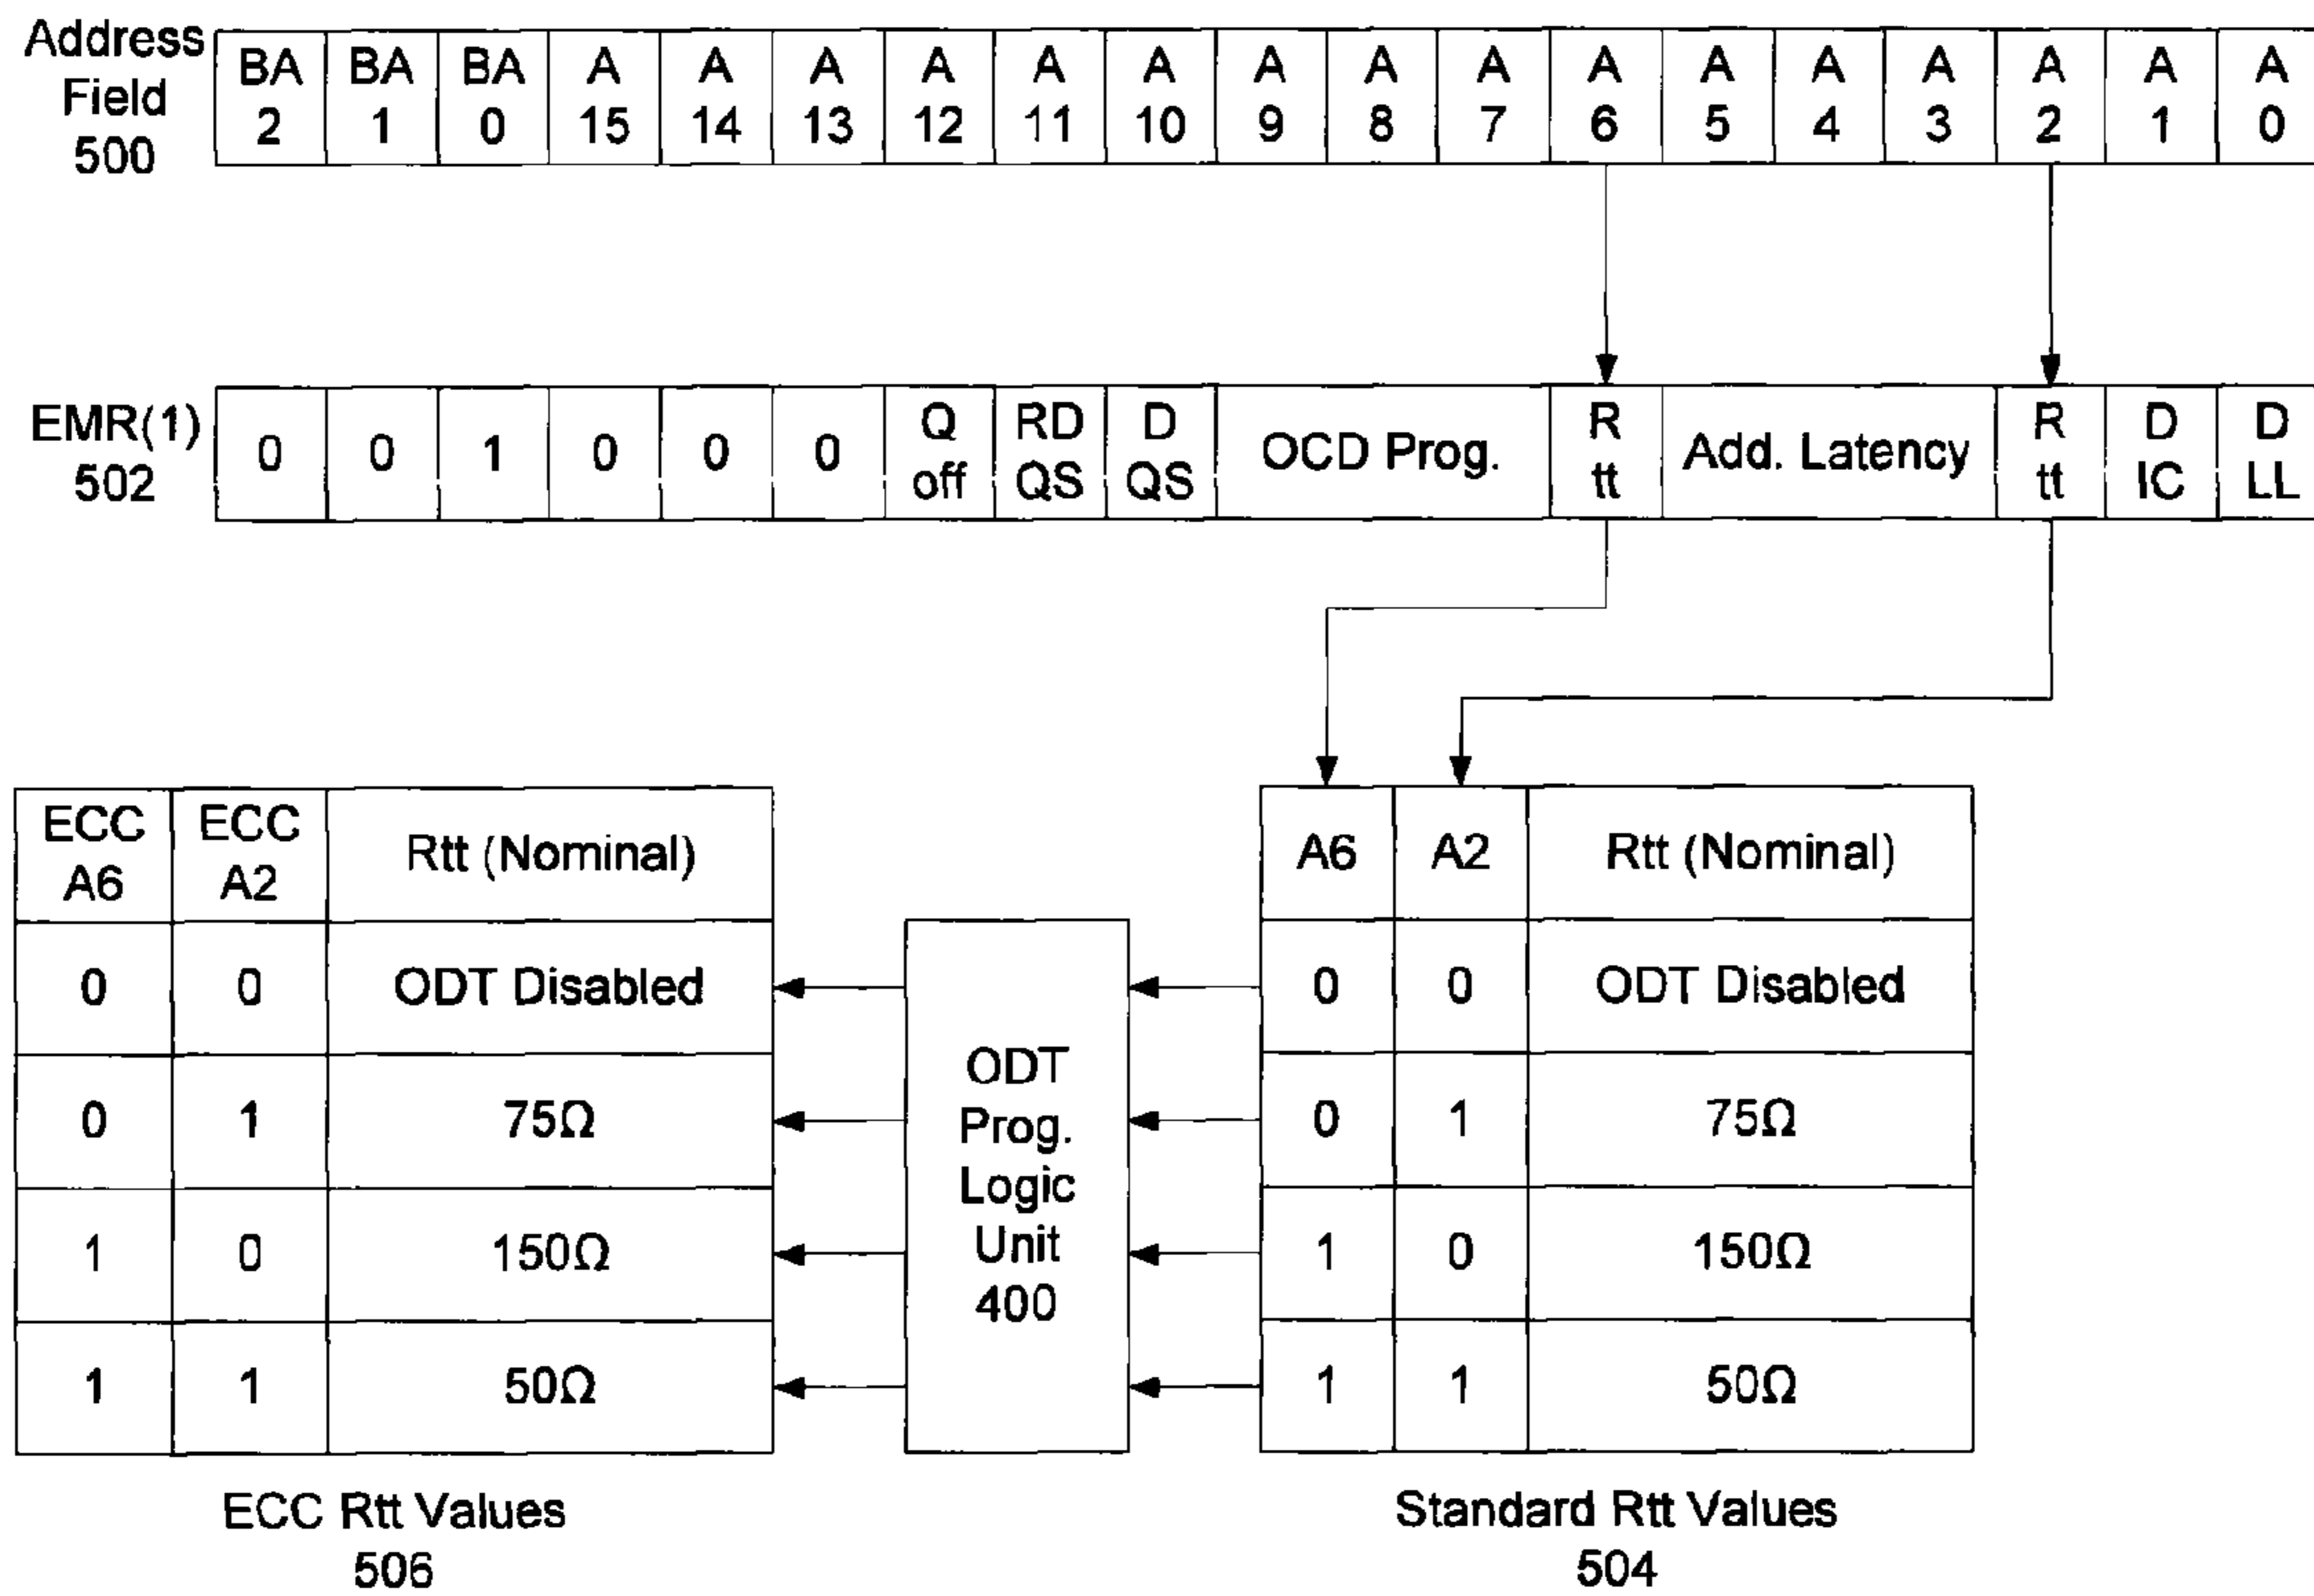 Address Field 500
BA 2 BA 1 BA 0 A 15 A 14 A 13 A 12 A 11 A 10 A 9 A 8 A 7 A 6 A 5 A 4 A 3 A 2 A 1 A 0
EMR(1) 502
0 0 1 0 0 0 Q off RD QS D QS OCD Prog. R tt Add. Latency R tt D IC D LL
ECC A6 ECC A2 Rtt (Nominal)
0 0 ODT Disabled
0 1 75Ω
1 0 150Ω
1 1 50Ω
ECC Rtt Values
506
ODT
Prog.
Logic
Unit
400
A6 A2 Rtt (Nominal)
0 0 ODT Disabled
0 1 75Ω
1 0 150Ω
1 1 50Ω
Standard Rtt Values
504